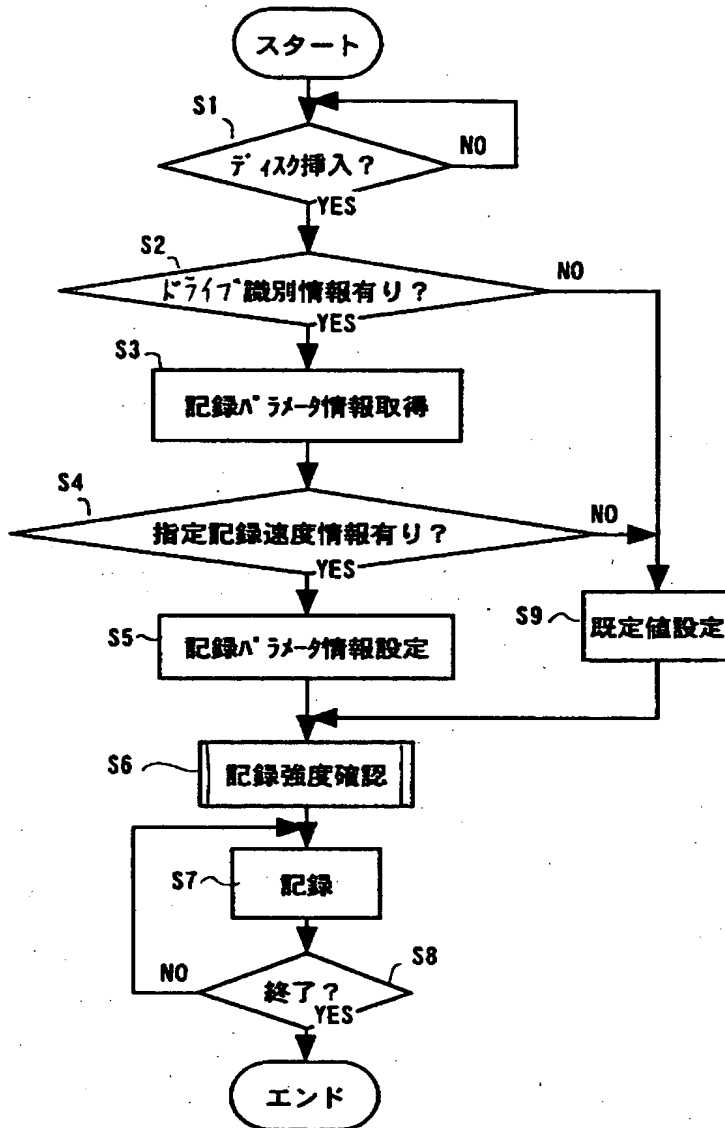 スタート
S1
ディスク挿入?
NO
YES
S2
ドライブ識別情報有り?
NO
YES
S3
記録パラメータ情報取得
S4
指定記録速度情報有り?
NO
YES
S5
記録パラメータ情報設定
S9
既定値設定
S6
記録強度確認
S7
記録
S8
終了?
NO
YES
エンド